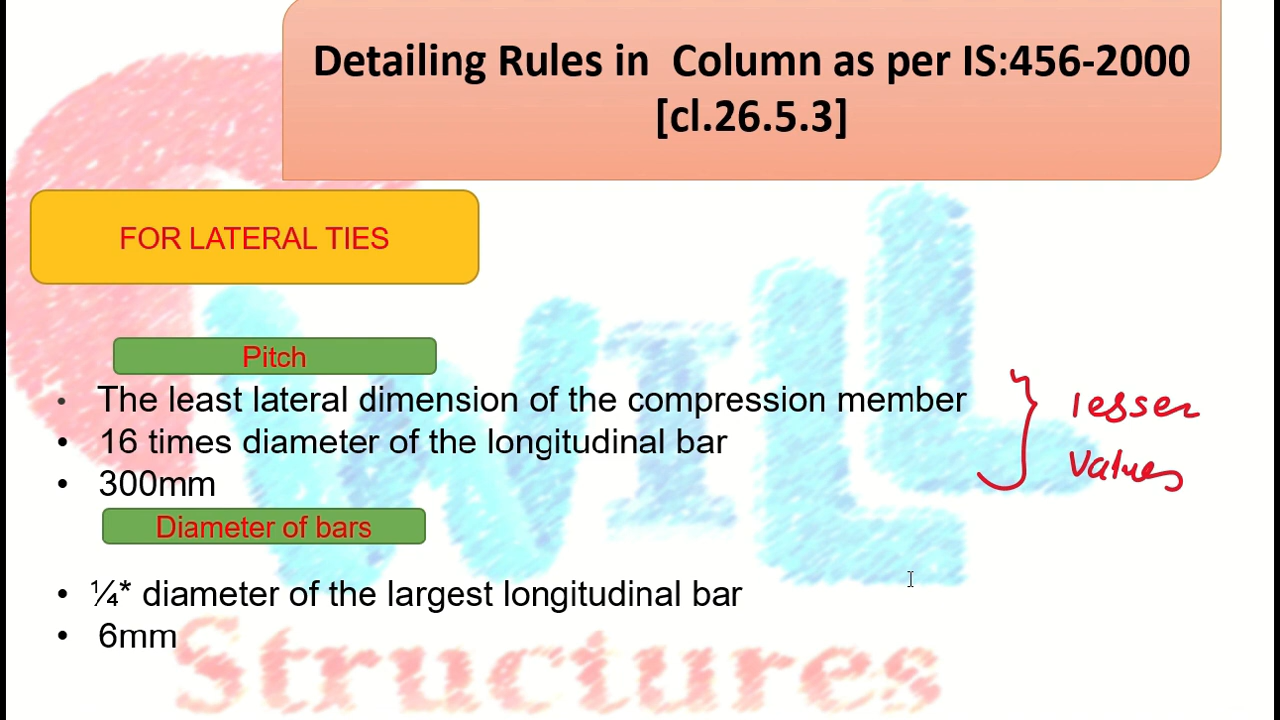 Detailing Rules in Column as per IS:456-2000
[cl.26.5.3]
FOR LATERAL TIES
Pitch
• The least lateral dimension of the compression member
• 16 times diameter of the longitudinal bar
• 300mm
lesser
values
Diameter of bars
• ¼* diameter of the largest longitudinal bar
• 6mm
WILL
Structures